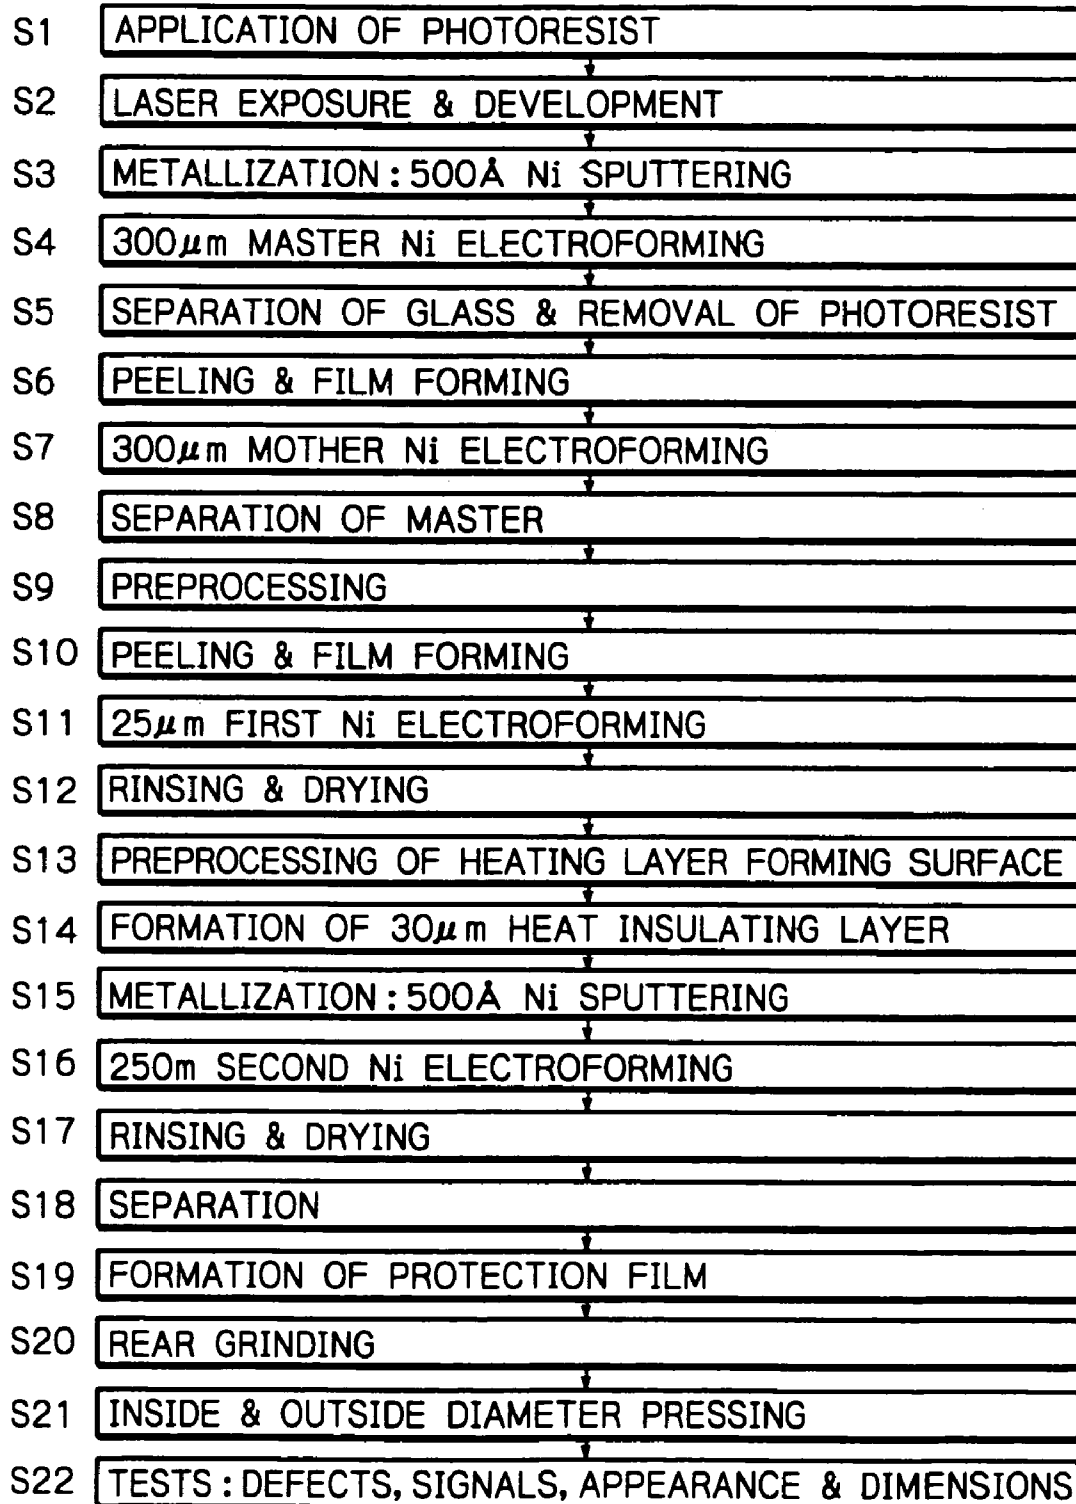 S1 APPLICATION OF PHOTORESIST
S2 LASER EXPOSURE & DEVELOPMENT
S3 METALLIZATION : 500Å Ni SPUTTERING
S4 300μm MASTER Ni ELECTROFORMING
S5 SEPARATION OF GLASS & REMOVAL OF PHOTORESIST
S6 PEELING & FILM FORMING
S7 300μm MOTHER Ni ELECTROFORMING
S8 SEPARATION OF MASTER
S9 PREPROCESSING
S10 PEELING & FILM FORMING
S11 25μm FIRST Ni ELECTROFORMING
S12 RINSING & DRYING
S13 PREPROCESSING OF HEATING LAYER FORMING SURFACE
S14 FORMATION OF 30μm HEAT INSULATING LAYER
S15 METALLIZATION : 500Å Ni SPUTTERING
S16 250m SECOND Ni ELECTROFORMING
S17 RINSING & DRYING
S18 SEPARATION
S19 FORMATION OF PROTECTION FILM
S20 REAR GRINDING
S21 INSIDE & OUTSIDE DIAMETER PRESSING
S22 TESTS : DEFECTS, SIGNALS, APPEARANCE & DIMENSIONS